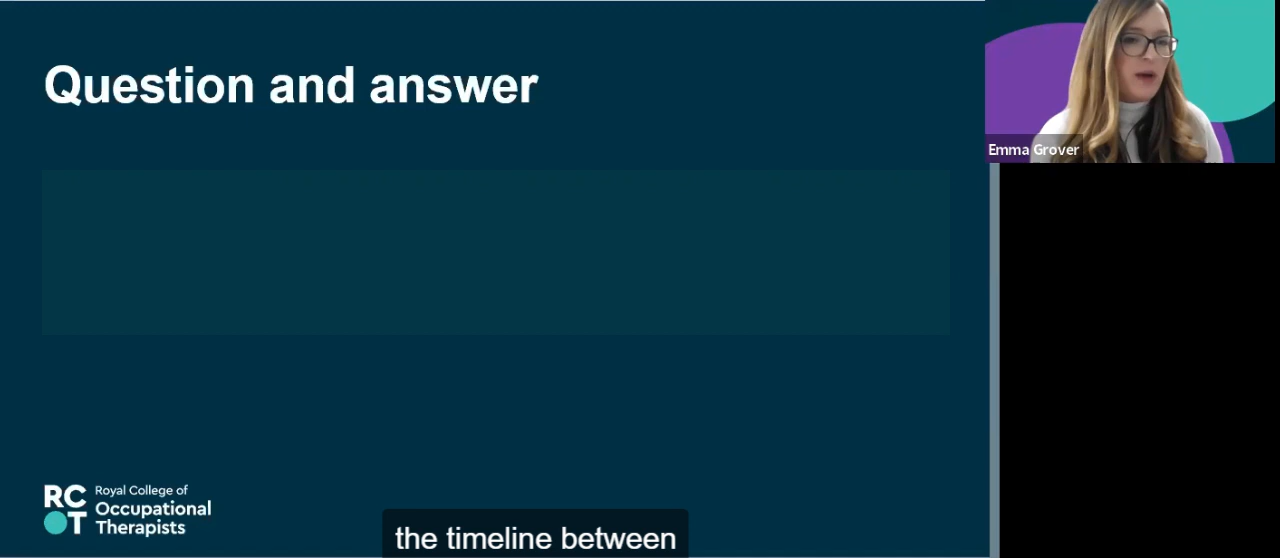 Question and answer
Emma Grover
RC
OT
Royal College of
Occupational
Therapists
the timeline between